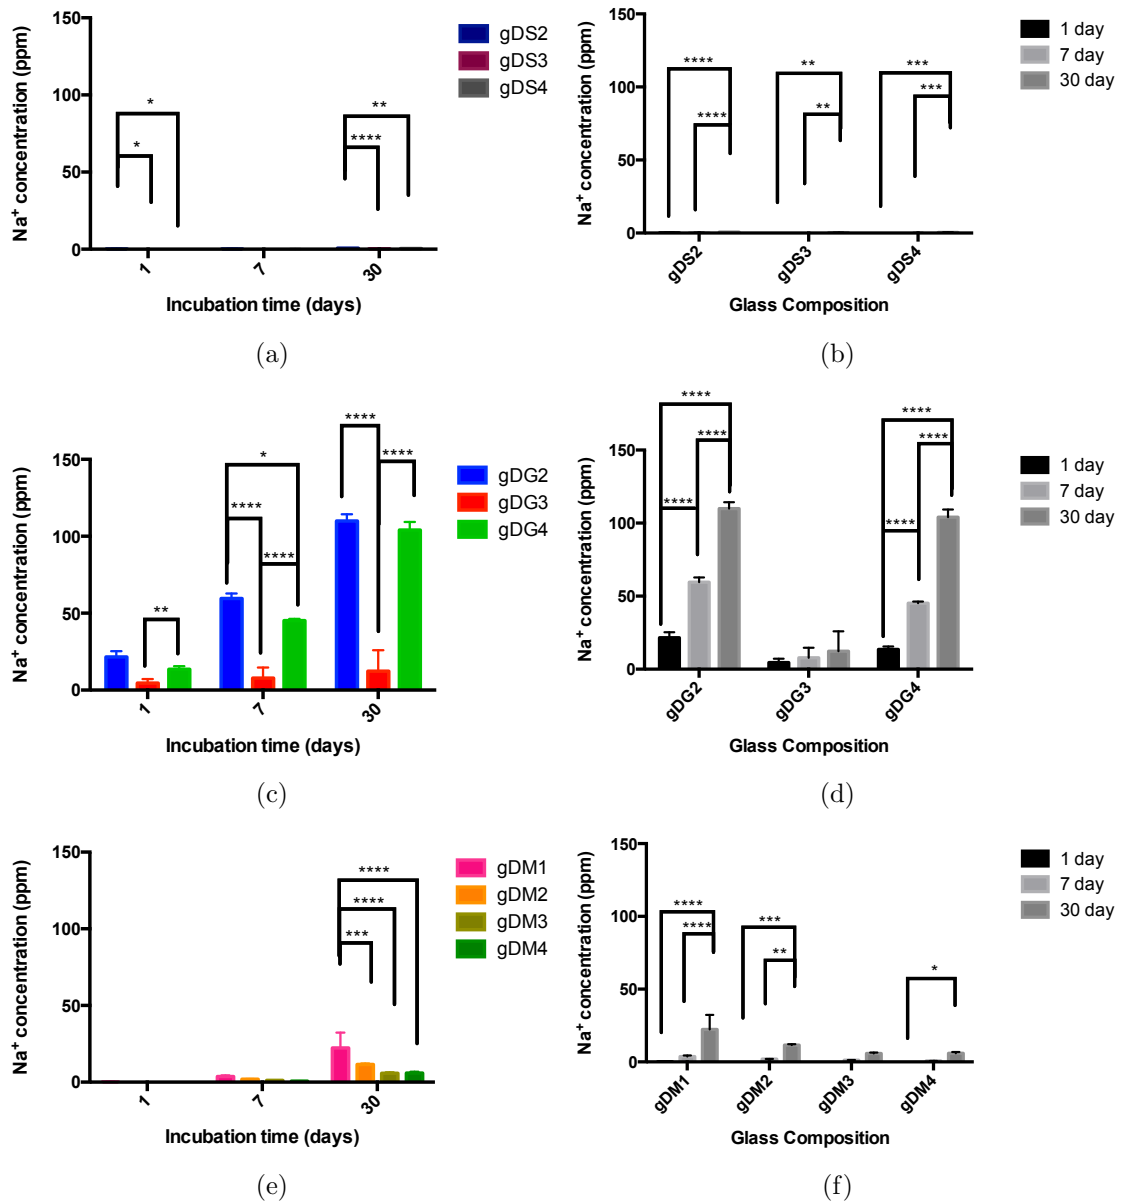 150
100
50
0
Na+ concentration (ppm)
*
*
**
****
1
7
30
Incubation time (days)
gDS2
gDS3
gDS4
(a)
150
100
50
0
Na+ concentration (ppm)
****
****
**
**
***
***
gDS2
gDS3
gDS4
Glass Composition
1 day
7 day
30 day
(b)
150
100
50
0
Na+ concentration (ppm)
**
*
****
****
****
****
1
7
30
Incubation time (days)
gDG2
gDG3
gDG4
(c)
150
100
50
0
Na+ concentration (ppm)
****
****
****
****
****
****
gDG2
gDG3
gDG4
Glass Composition
1 day
7 day
30 day
(d)
150
100
50
0
Na+ concentration (ppm)
****
****
***
1
7
30
Incubation time (days)
gDM1
gDM2
gDM3
gDM4
(e)
150
100
50
0
Na+ concentration (ppm)
****
****
***
**
*
gDM1
gDM2
gDM3
gDM4
Glass Composition
1 day
7 day
30 day
(f)